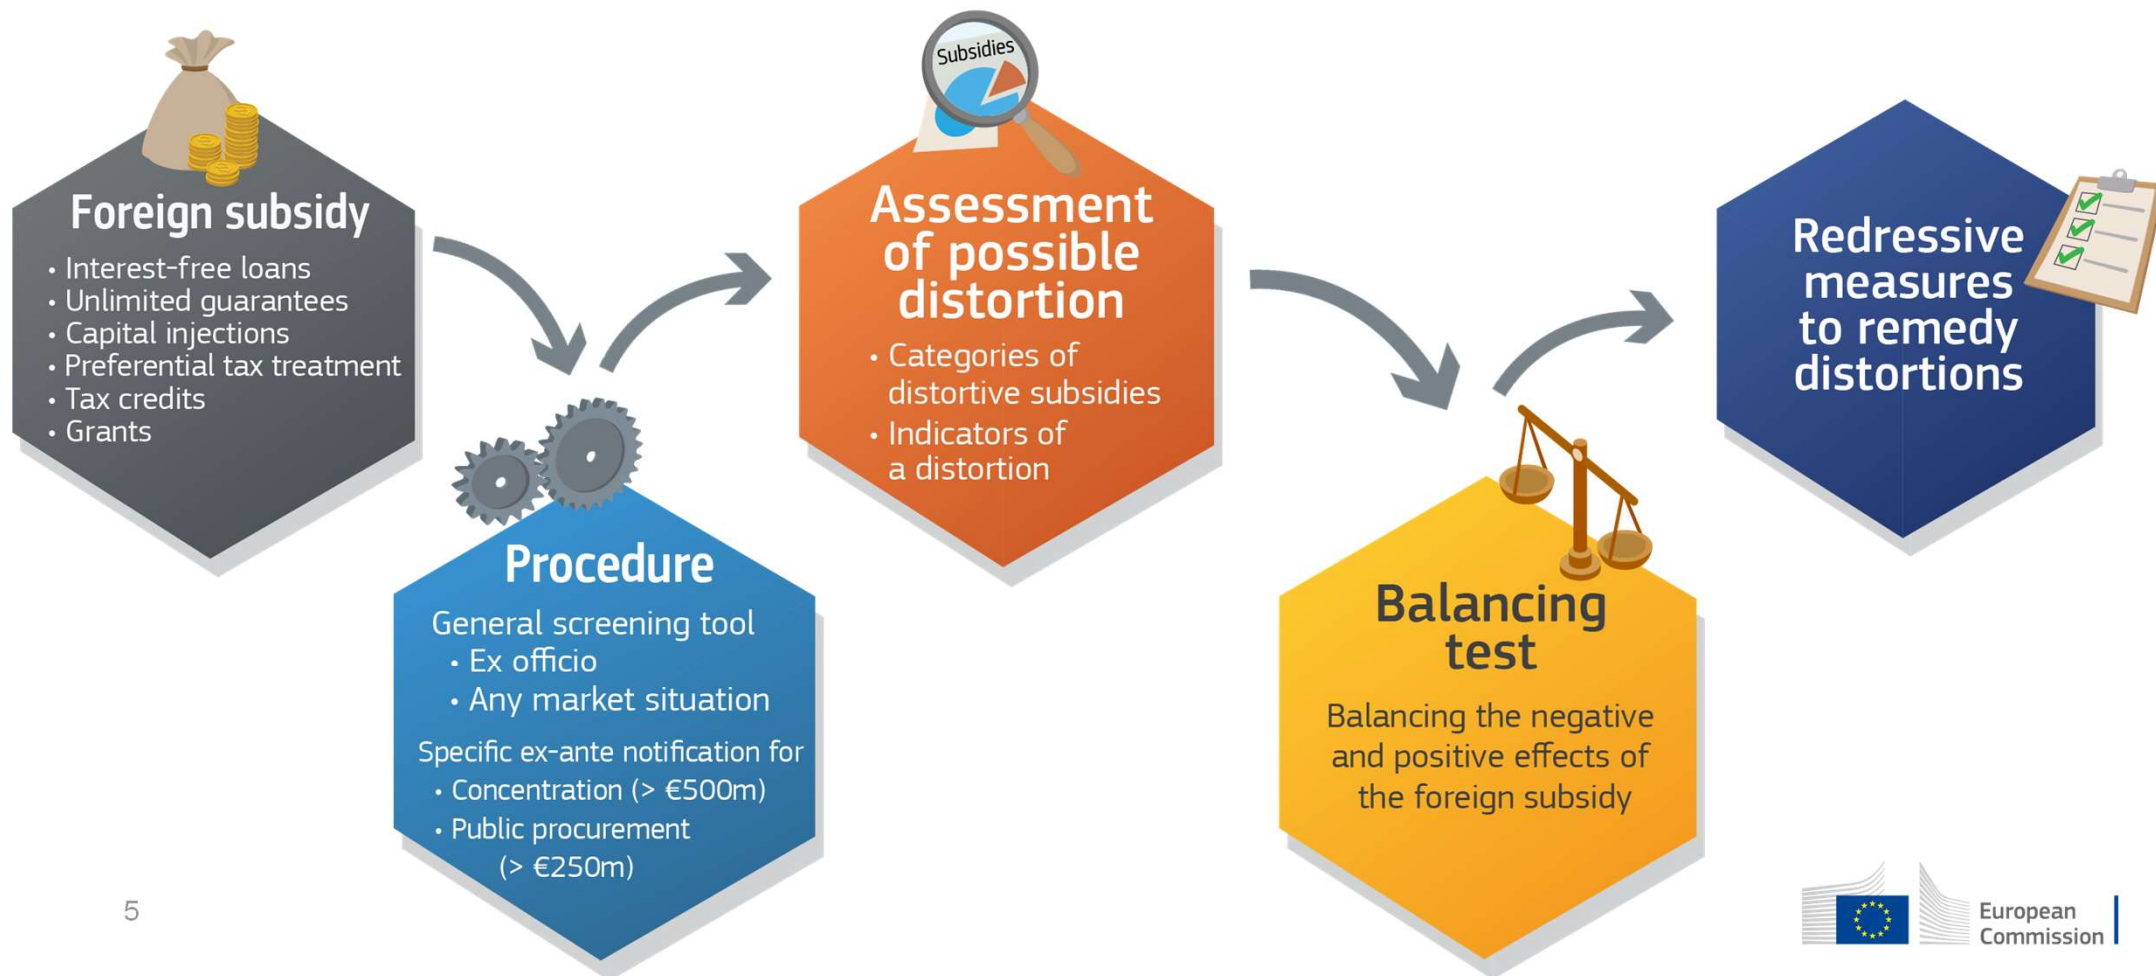 Foreign subsidy
• Interest-free loans
• Unlimited guarantees
• Capital injections
• Preferential tax treatment
• Tax credits
• Grants
Procedure
General screening tool
• Ex officio
• Any market situation
Specific ex-ante notification for
• Concentration (> €500m)
• Public procurement
(> €250m)
Subsidies
Assessment
of possible
distortion
• Categories of
distortive subsidies
• Indicators of
a distortion
Balancing
test
Balancing the negative
and positive effects of
the foreign subsidy
Redressive
measures
to remedy
distortions
5
European
Commission